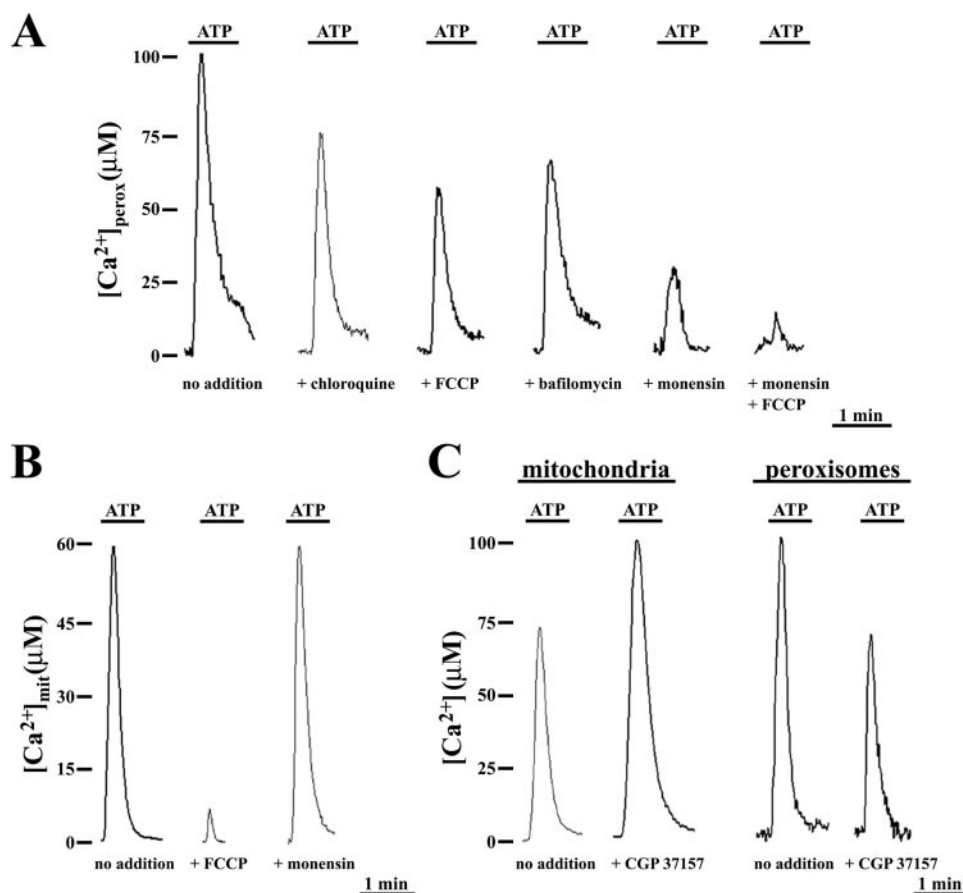 A
ATP ATP ATP ATP ATP ATP
[Ca2+]perox(μM)
100
75
50
25
0
no addition + chloroquine + FCCP + bafilomycin + monensin + monensin
+ FCCP
1 min
B
ATP ATP ATP
[Ca2+]mit(μM)
60
45
30
15
0
no addition + FCCP + monensin
1 min
C
mitochondria peroxisomes
ATP ATP ATP ATP
[Ca2+] (μM)
100
75
50
25
0
no addition + CGP 37157 no addition + CGP 37157
1 min